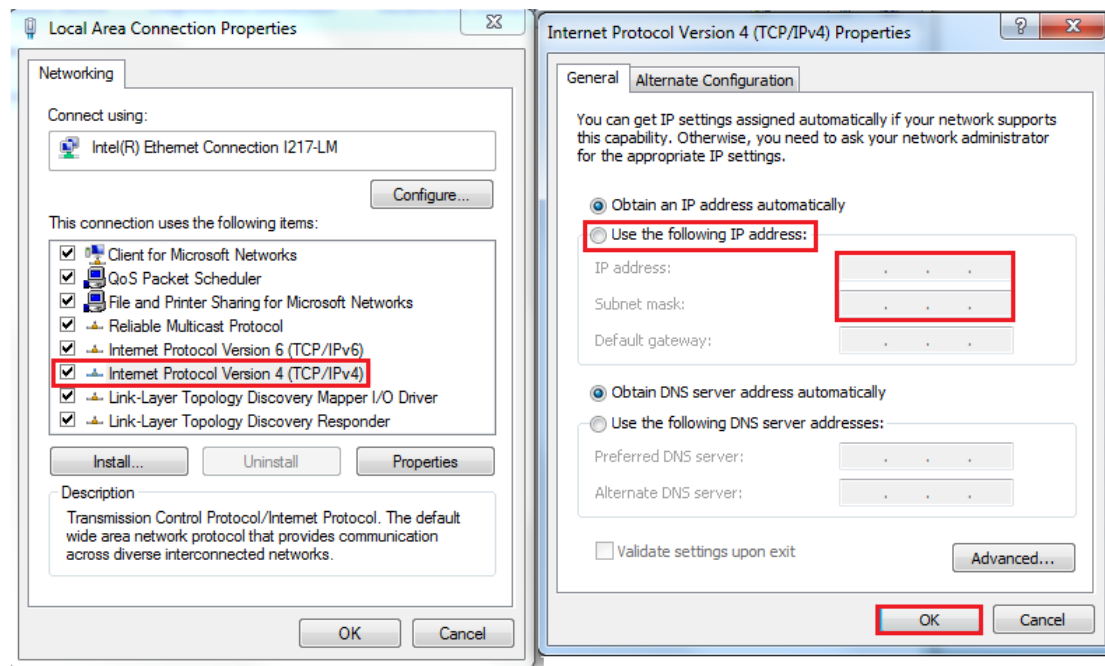 Local Area Connection Properties
Networking
Connect using:
Intel(R) Ethernet Connection I217-LM
Configure...
This connection uses the following items:
Client for Microsoft Networks
QoS Packet Scheduler
File and Printer Sharing for Microsoft Networks
Reliable Multicast Protocol
Internet Protocol Version 6 (TCP/IPv6)
Internet Protocol Version 4 (TCP/IPv4)
Link-Layer Topology Discovery Mapper I/O Driver
Link-Layer Topology Discovery Responder
Install...
Uninstall
Properties
Description
Transmission Control Protocol/Internet Protocol. The default
wide area network protocol that provides communication
across diverse interconnected networks.
OK
Cancel
Internet Protocol Version 4 (TCP/IPv4) Properties
General
Alternate Configuration
You can get IP settings assigned automatically if your network supports
this capability. Otherwise, you need to ask your network administrator
for the appropriate IP settings.
Obtain an IP address automatically
Use the following IP address:
IP address:
Subnet mask:
Default gateway:
Obtain DNS server address automatically
Use the following DNS server addresses:
Preferred DNS server:
Alternate DNS server:
Validate settings upon exit
Advanced...
OK
Cancel